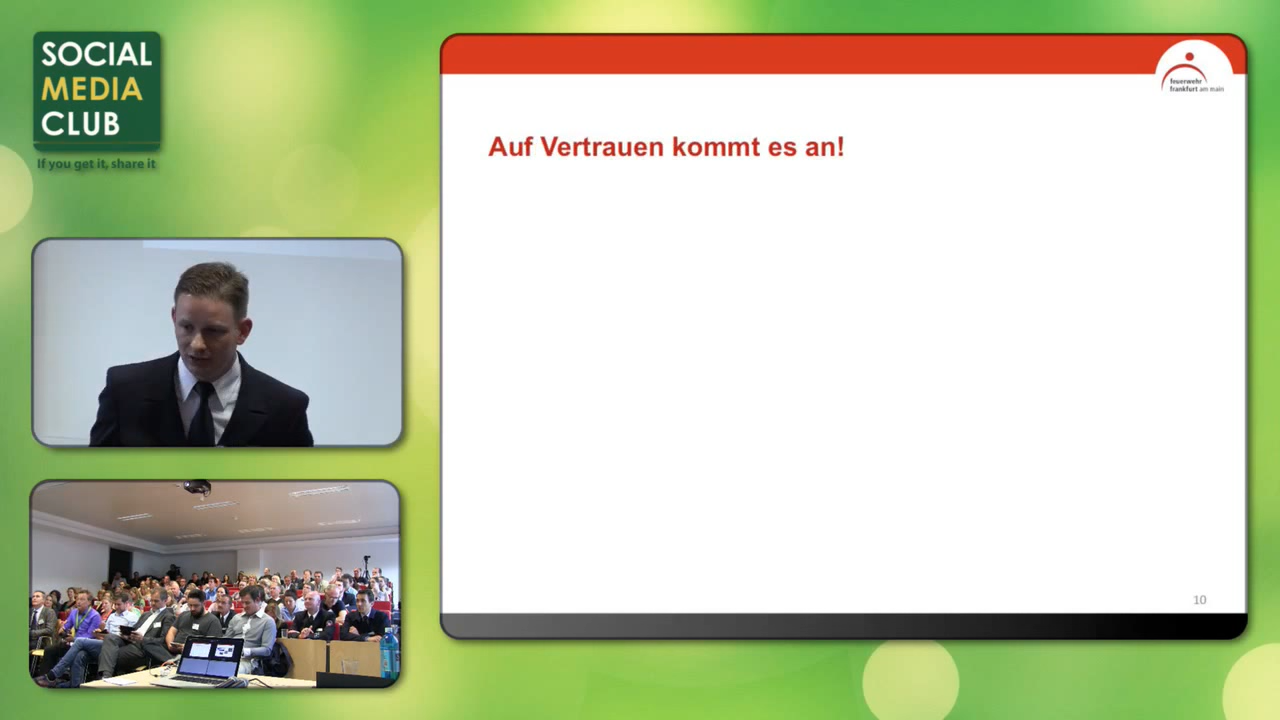 SOCIAL
MEDIA
CLUB
If you get it, share it
feuerwehr
frankfurt am main
Auf Vertrauen kommt es an!
10